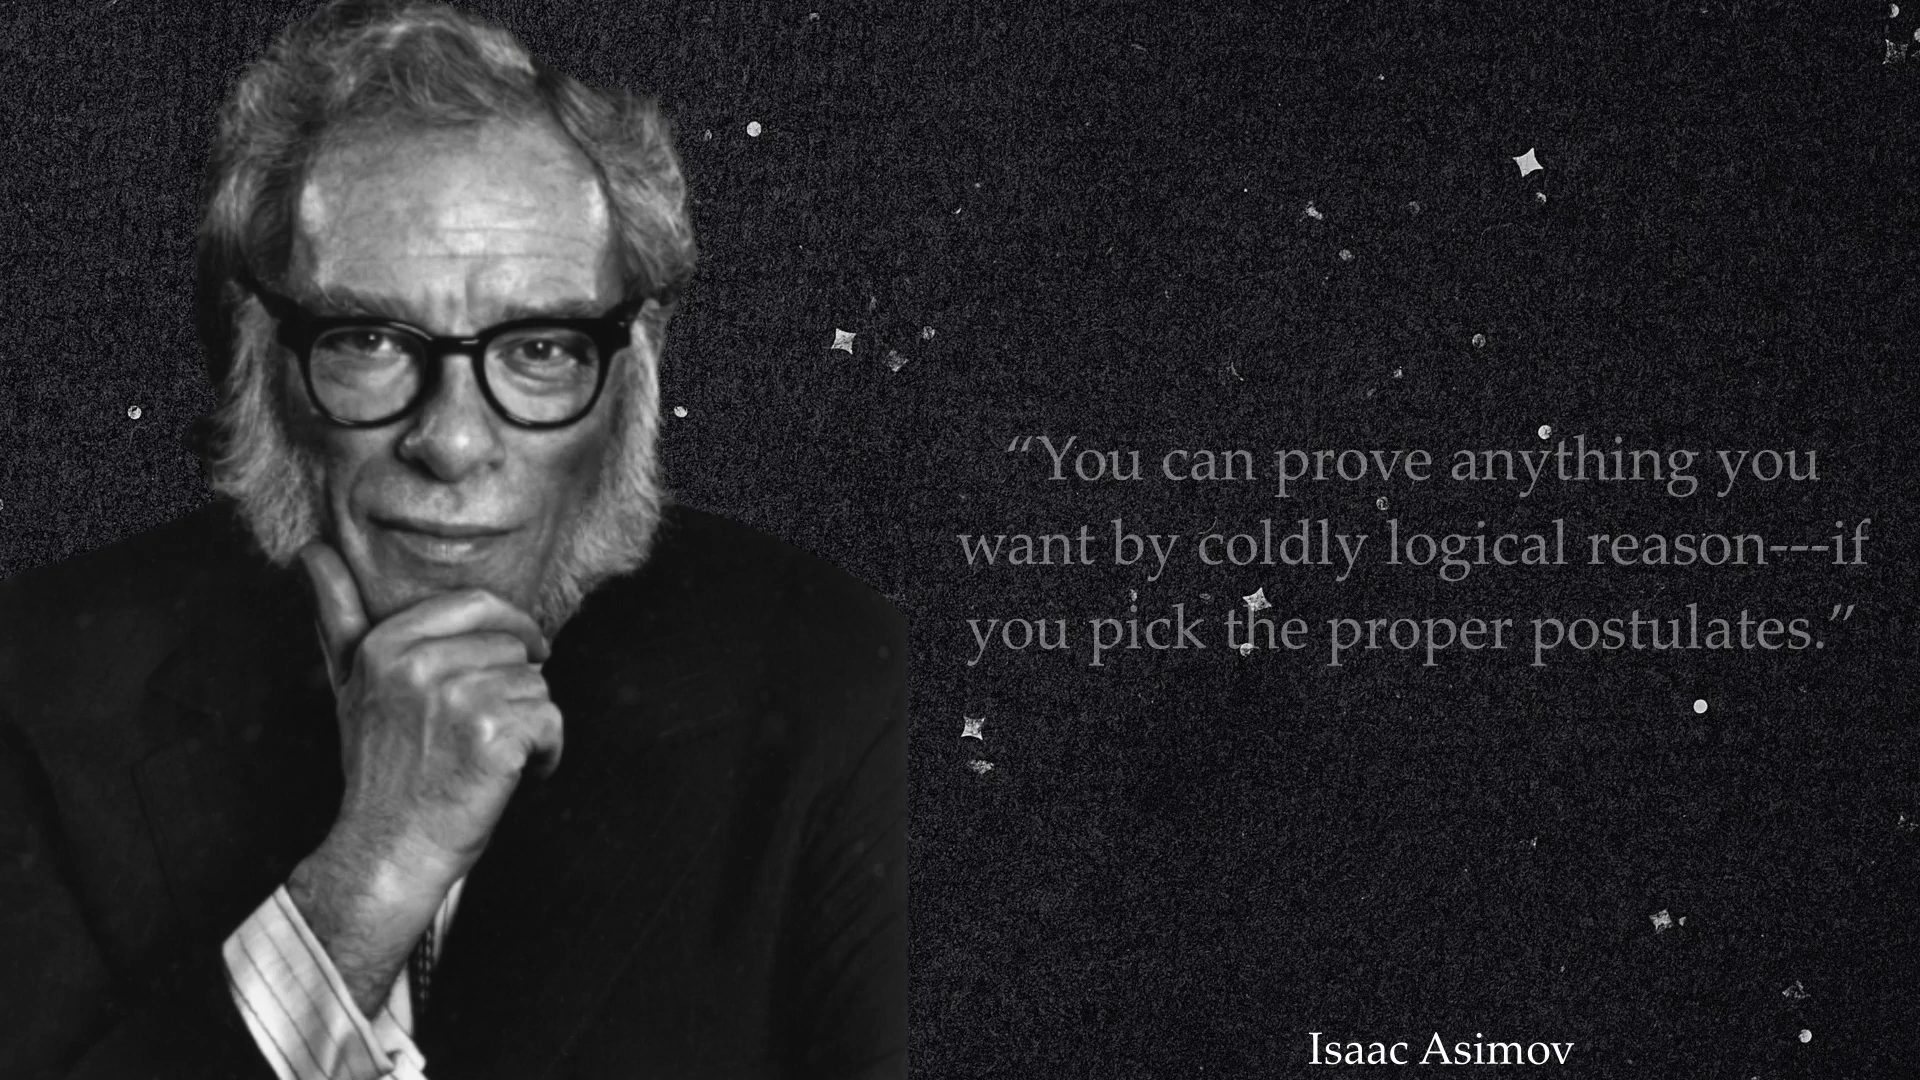 “You can prove anything you
want by coldly logical reason---if
you pick the proper postulates.”
Isaac Asimov